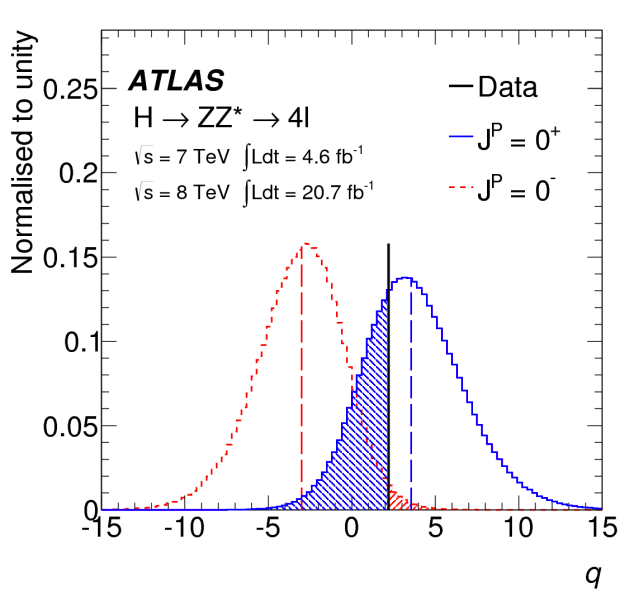 Normalised to unity
0.25
0.2
0.15
0.1
0.05
0
ATLAS
H → ZZ* → 4l
√s = 7 TeV ∫Ldt = 4.6 fb⁻¹
√s = 8 TeV ∫Ldt = 20.7 fb⁻¹
Data
Jᴾ = 0⁺
Jᴾ = 0⁻
-15 -10 -5 0 5 10 15
q